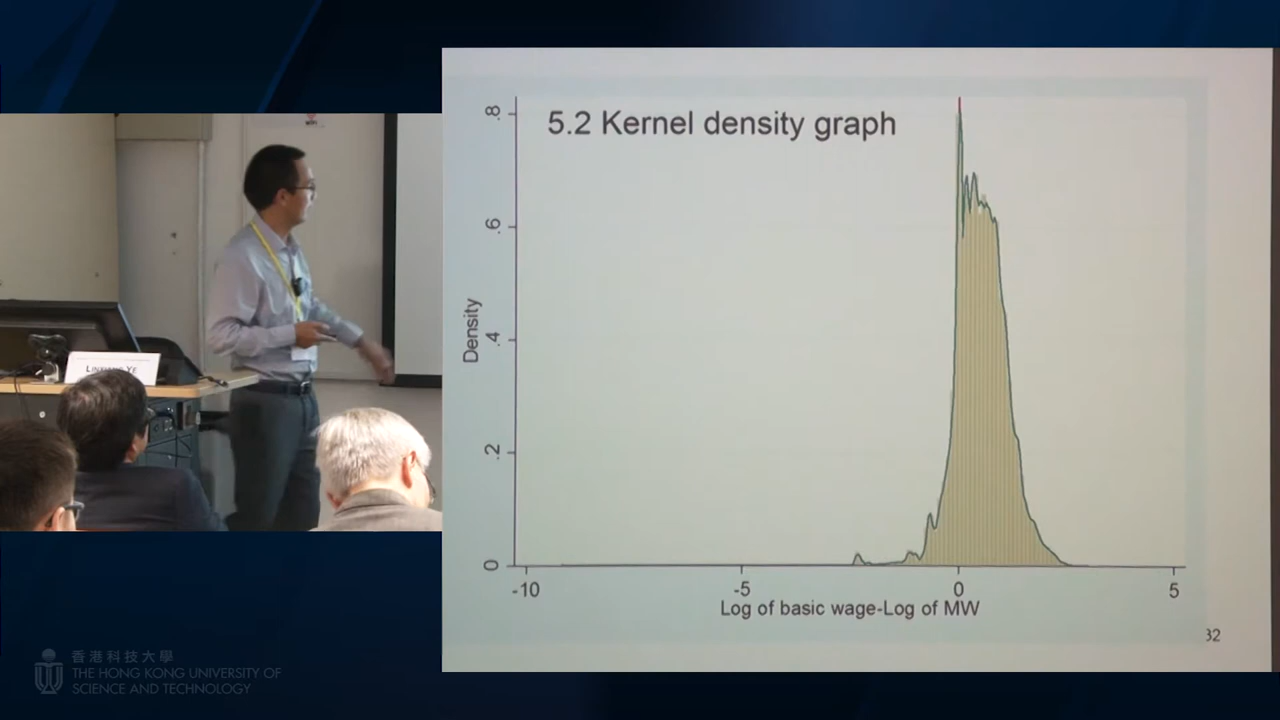 5.2 Kernel density graph
Density
.8
.6
.4
.2
0
-10
-5
0
5
Log of basic wage-Log of MW
32
香港科技大學
THE HONG KONG UNIVERSITY OF
SCIENCE AND TECHNOLOGY